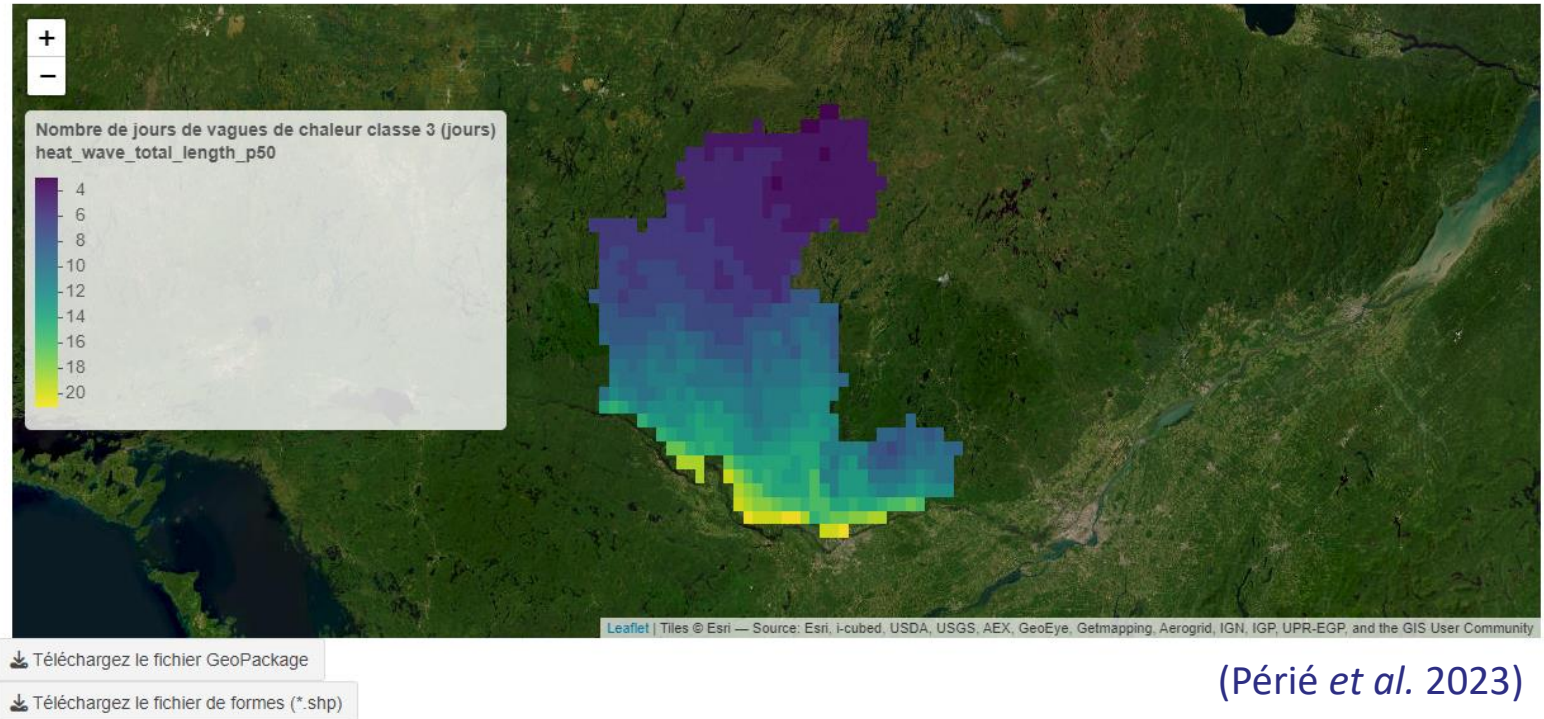 +
−
Nombre de jours de vagues de chaleur classe 3 (jours)
heat_wave_total_length_p50
4
6
8
10
12
14
16
18
20
Leaflet | Tiles © Esri — Source: Esri, i-cubed, USDA, USGS, AEX, GeoEye, Getmapping, Aerogrid, IGN, IGP, UPR-EGP, and the GIS User Community
Téléchargez le fichier GeoPackage
Téléchargez le fichier de formes (*.shp)
(Périé et al. 2023)